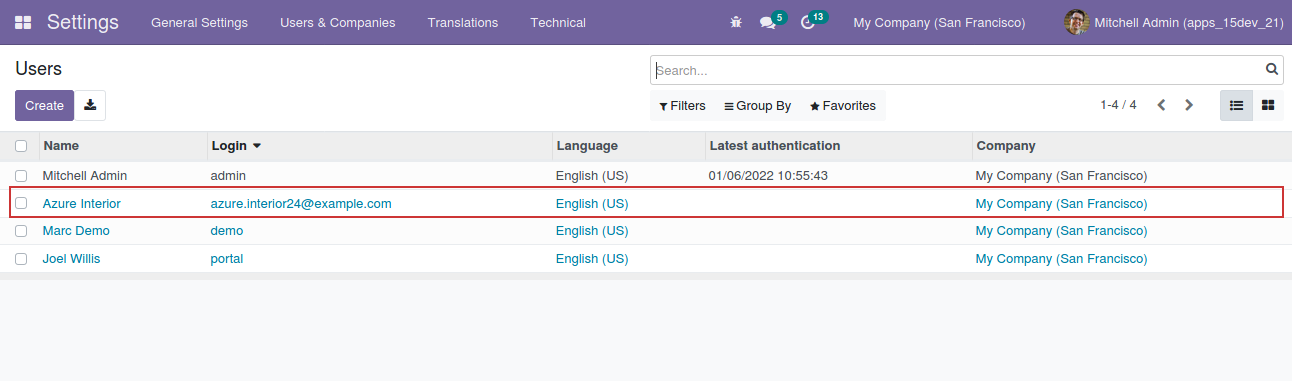 Settings General Settings Users & Companies Translations Technical 5 13 My Company (San Francisco) Mitchell Admin (apps_15dev_21)
Users Search...
Create Filters Group By Favorites 1-4 / 4
Name Login Language Latest authentication Company
Mitchell Admin admin English (US) 01/06/2022 10:55:43 My Company (San Francisco)
Azure Interior azure.interior24@example.com English (US) My Company (San Francisco)
Marc Demo demo English (US) My Company (San Francisco)
Joel Willis portal English (US) My Company (San Francisco)